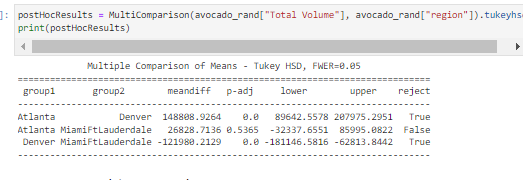 ]: postHocResults = MultiComparison(avocado_rand["Total Volume"], avocado_rand["region"]).tukeyhs
print(postHocResults)
Multiple Comparison of Means - Tukey HSD, FWER=0.05
==============================================================================
group1 group2 meandiff p-adj lower upper reject
------------------------------------------------------------------------------
Atlanta Denver 148808.9264 0.0 89642.5578 207975.2951 True
Atlanta MiamiFtLauderdale 26828.7136 0.5365 -32337.6551 85995.0822 False
Denver MiamiFtLauderdale -121980.2129 0.0 -181146.5816 -62813.8442 True
------------------------------------------------------------------------------